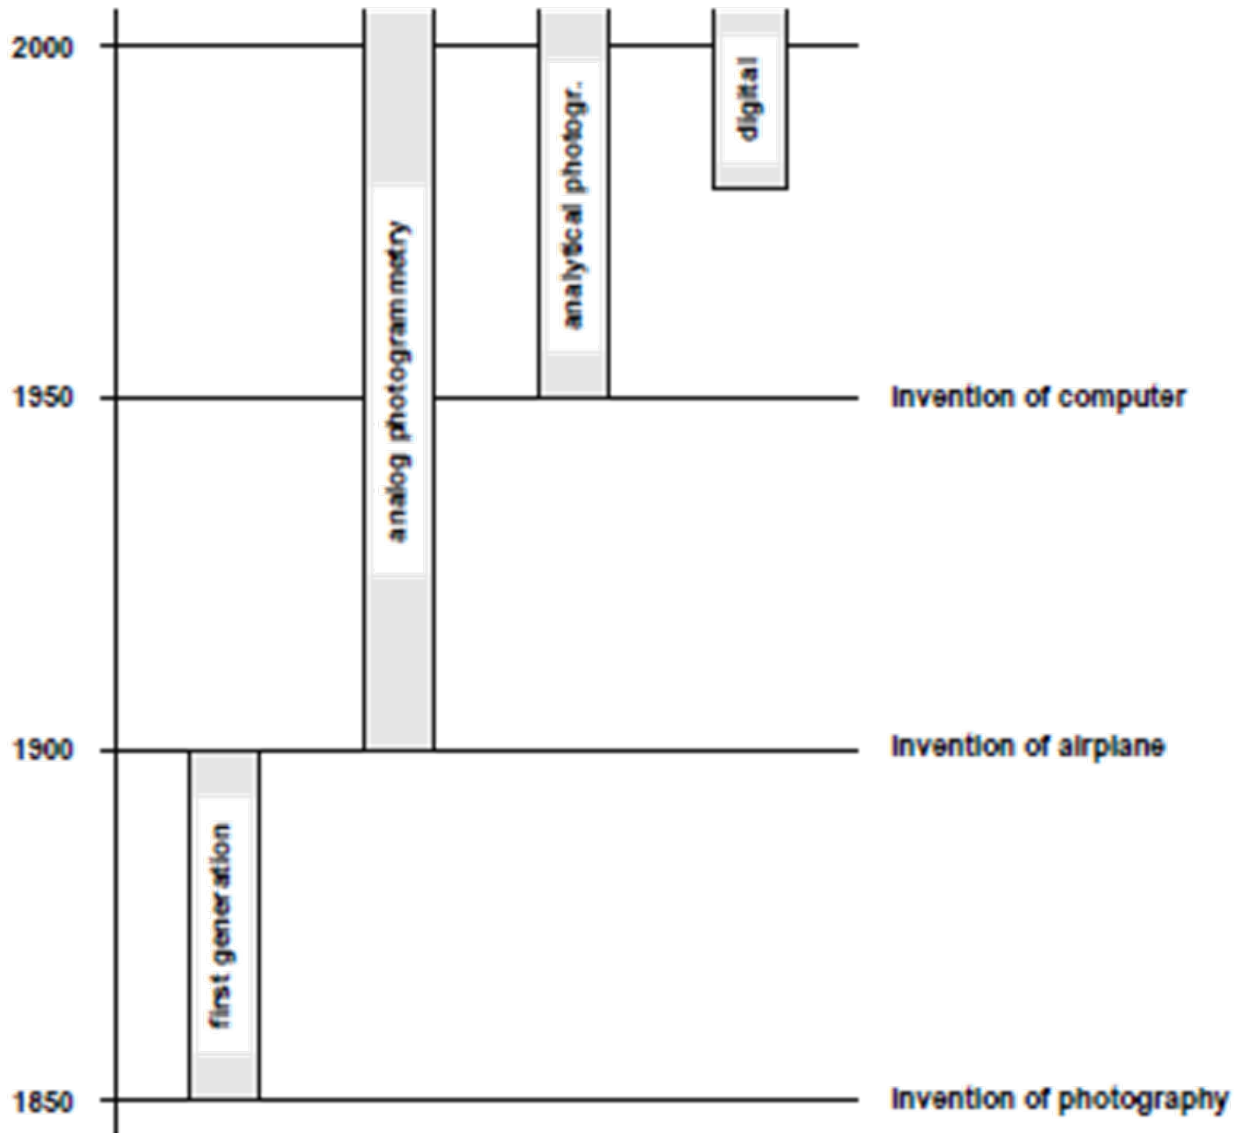 2000
digital
analytical photogr.
analog photogrammetry
1950
Invention of computer
1900
Invention of airplane
first generation
1850
Invention of photography